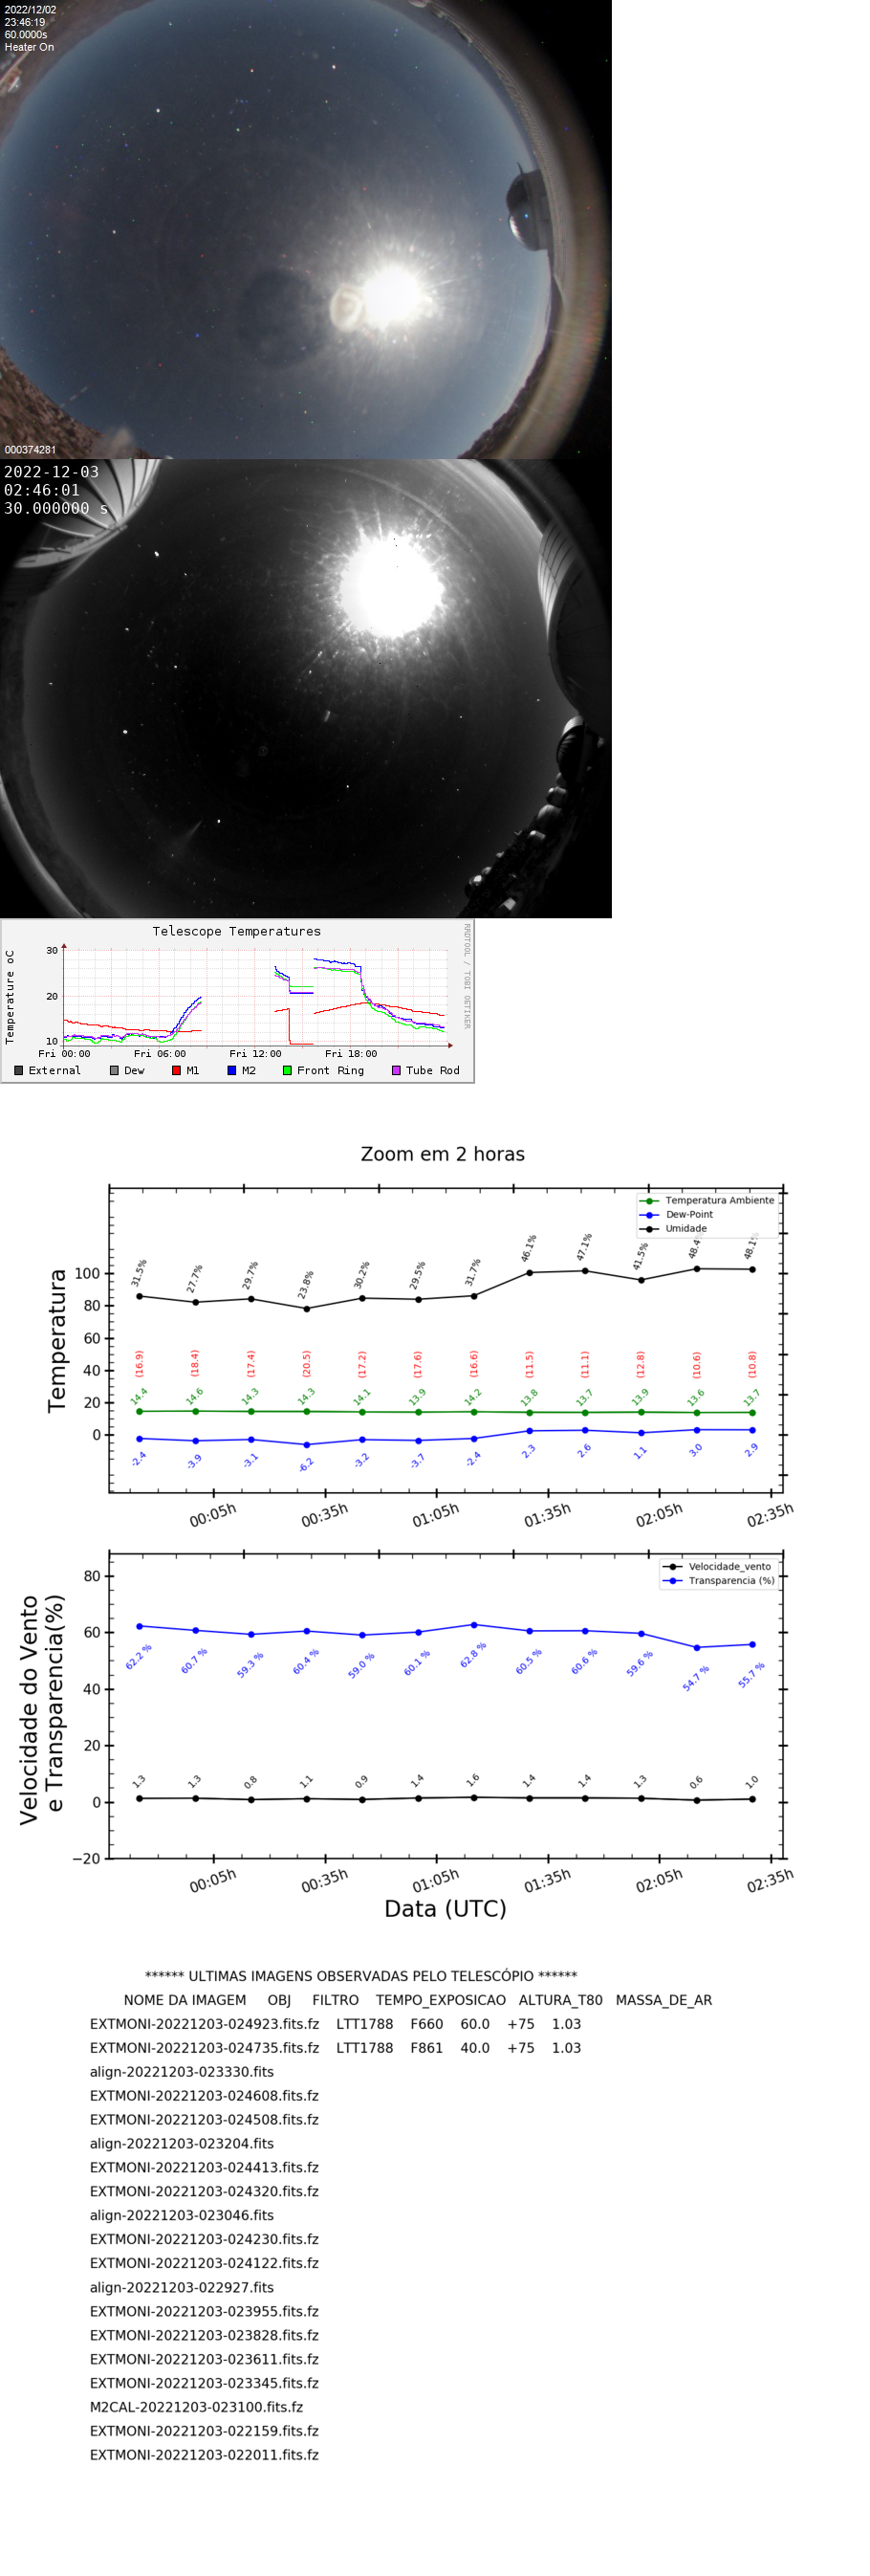 2022/12/02
23:46:19
60.0000s
Heater On
000374281
2022-12-03
02:46:01
30.000000 s
Telescope Temperatures
RRDTOOL / TOBI OETIKER
Temperature oC
30
20
10
Fri 00:00 Fri 06:00 Fri 12:00 Fri 18:00
External Dew M1 M2 Front Ring Tube Rod
Zoom em 2 horas
Temperatura Ambiente
Dew-Point
Umidade
Temperatura
100
80
60
40
20
0
31.5% 27.7% 29.7% 23.8% 30.2% 29.5% 31.7% 46.1% 47.1% 41.5% 48.4 48.1%
(16.9) (18.4) (17.4) (20.5) (17.2) (17.6) (16.6) (11.5) (11.1) (12.8) (10.6) (10.8)
14.4 14.6 14.3 14.3 14.1 13.9 14.2 13.8 13.7 13.9 13.6 13.7
-2.4 -3.9 -3.1 -6.2 -3.2 -3.7 -2.4 2.3 2.6 1.1 3.0 2.9
00:05h 00:35h 01:05h 01:35h 02:05h 02:35h
Velocidade_vento
Transparencia (%)
Velocidade do Vento
e Transparencia(%)
80
60
40
20
0
−20
62.2 % 60.7 % 59.3 % 60.4 % 59.0 % 60.1 % 62.8 % 60.5 % 60.6 % 59.6 % 54.7 % 55.7 %
1.3 1.3 0.8 1.1 0.9 1.4 1.6 1.4 1.4 1.3 0.6 1.0
00:05h 00:35h 01:05h 01:35h 02:05h 02:35h
Data (UTC)
****** ULTIMAS IMAGENS OBSERVADAS PELO TELESCÓPIO ******
NOME DA IMAGEM OBJ FILTRO TEMPO_EXPOSICAO ALTURA_T80 MASSA_DE_AR
EXTMONI-20221203-024923.fits.fz LTT1788 F660 60.0 +75 1.03
EXTMONI-20221203-024735.fits.fz LTT1788 F861 40.0 +75 1.03
align-20221203-023330.fits
EXTMONI-20221203-024608.fits.fz
EXTMONI-20221203-024508.fits.fz
align-20221203-023204.fits
EXTMONI-20221203-024413.fits.fz
EXTMONI-20221203-024320.fits.fz
align-20221203-023046.fits
EXTMONI-20221203-024230.fits.fz
EXTMONI-20221203-024122.fits.fz
align-20221203-022927.fits
EXTMONI-20221203-023955.fits.fz
EXTMONI-20221203-023828.fits.fz
EXTMONI-20221203-023611.fits.fz
EXTMONI-20221203-023345.fits.fz
M2CAL-20221203-023100.fits.fz
EXTMONI-20221203-022159.fits.fz
EXTMONI-20221203-022011.fits.fz